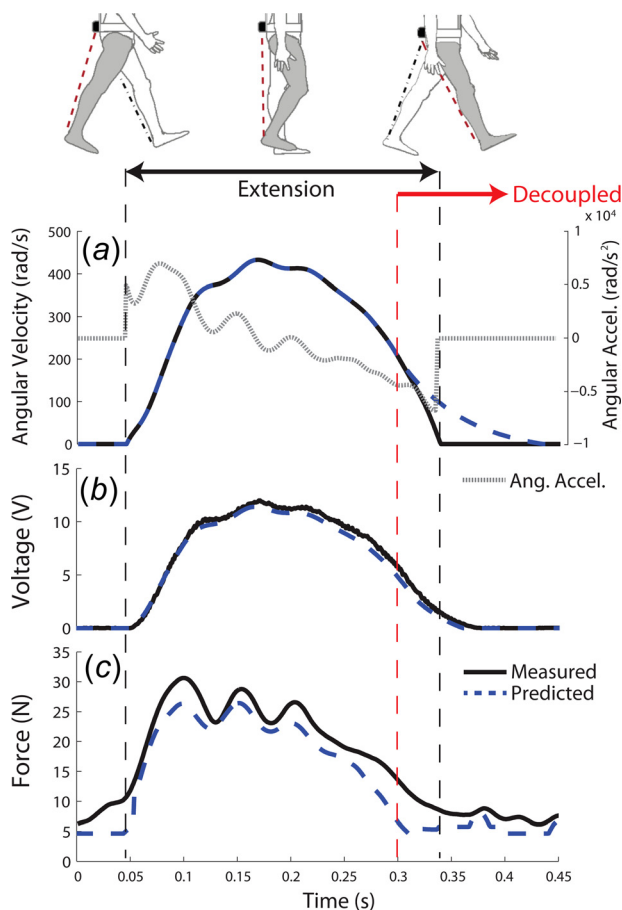 Extension
Decoupled
x 10⁴
(a)
Angular Velocity (rad/s)
500
400
300
200
100
0
1
0.5
0
−0.5
−1
Angular Accel. (rad/s²)
Ang. Accel.
(b)
Voltage (V)
15
10
5
0
(c)
Force (N)
35
30
25
20
15
10
5
0
Measured
Predicted
0
0.05
0.1
0.15
0.2
0.25
0.3
0.35
0.4
0.45
Time (s)